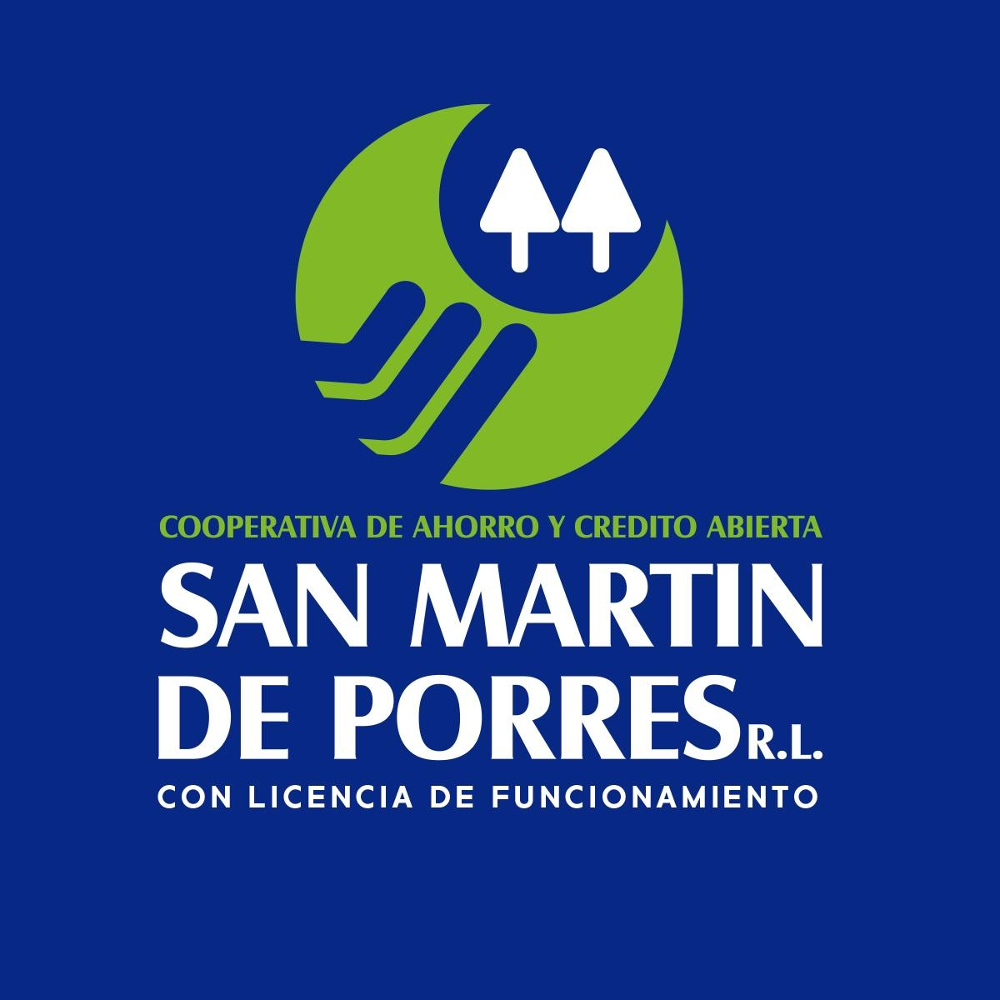 COOPERATIVA DE AHORRO Y CREDITO ABIERTA
SAN MARTIN
DE PORRES R.L.
CON LICENCIA DE FUNCIONAMIENTO